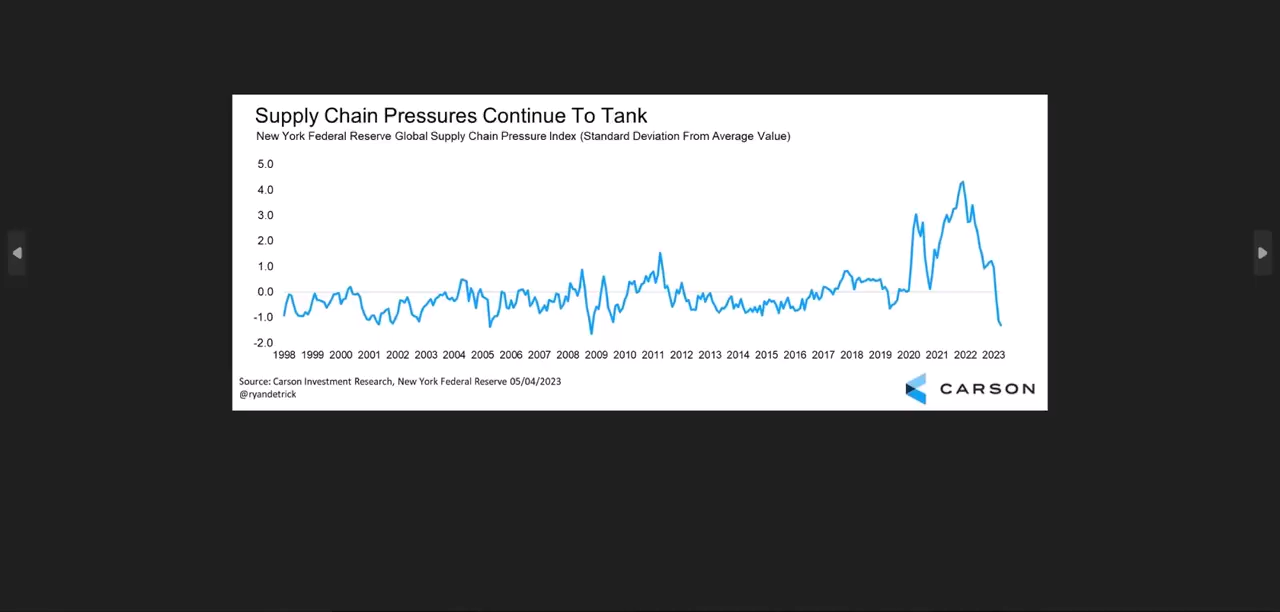 Supply Chain Pressures Continue To Tank
New York Federal Reserve Global Supply Chain Pressure Index (Standard Deviation From Average Value)
5.0
4.0
3.0
2.0
1.0
0.0
-1.0
-2.0
1998 1999 2000 2001 2002 2003 2004 2005 2006 2007 2008 2009 2010 2011 2012 2013 2014 2015 2016 2017 2018 2019 2020 2021 2022 2023
Source: Carson Investment Research, New York Federal Reserve 05/04/2023
@ryandetrick
CARSON